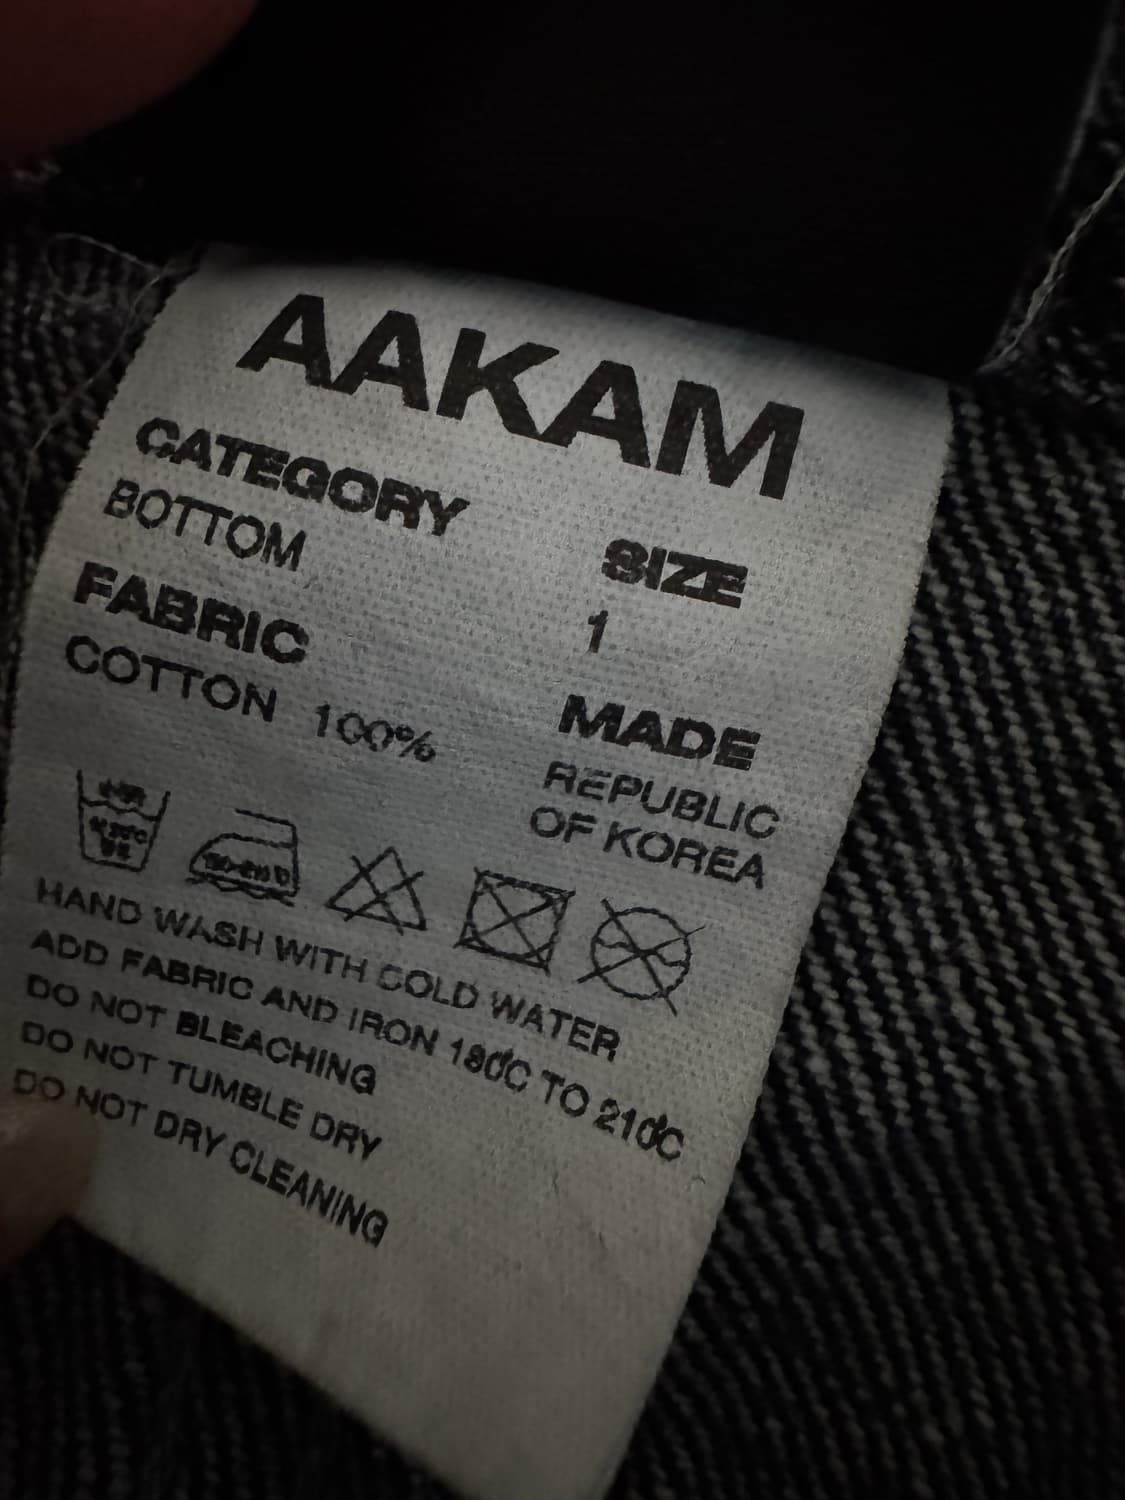 AAKAM
CATEGORY
BOTTOM
SIZE
1
FABRIC
COTTON 100%
MADE
REPUBLIC
OF KOREA
HAND WASH WITH COLD WATER
ADD FABRIC AND IRON 180°C TO 210°C
DO NOT BLEACHING
DO NOT TUMBLE DRY
DO NOT DRY CLEANING